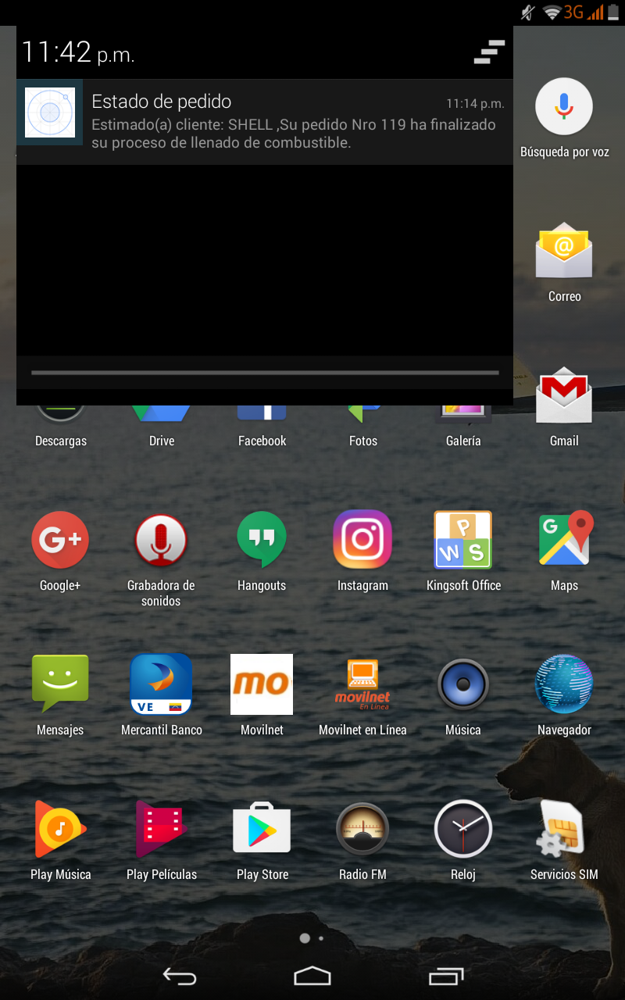 3G
11:42 p.m.
Estado de pedido 11:14 p.m.
Estimado(a) cliente: SHELL ,Su pedido Nro 119 ha finalizado
su proceso de llenado de combustible.
Búsqueda por voz
@
Correo
Descargas Drive Facebook Fotos Galería Gmail
G+ P W S G
Google+ Grabadora de sonidos Hangouts Instagram Kingsoft Office Maps
VE mo movilnet En Línea
Mensajes Mercantil Banco Movilnet Movilnet en Línea Música Navegador
Play Música Play Películas Play Store Radio FM Reloj Servicios SIM